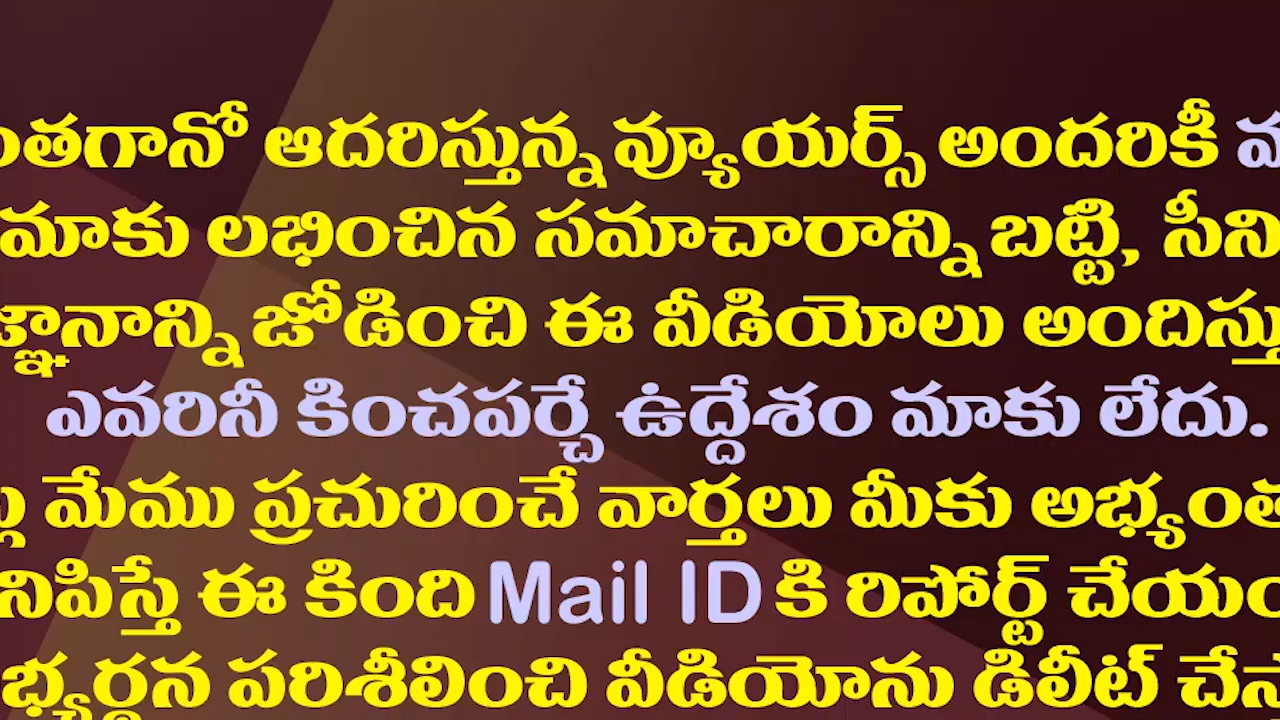 ఆదరిస్తున్న వ్యూయర్స్ అందరికీ
మాకు లభించిన సమాచారాన్ని బట్టి,
జోడించి ఈ వీడియోలు
ఎవరినీ కించపర్చే ఉద్దేశం మాకు లేదు.
మేము ప్రచురించే వార్తలు మీకు
ఈ కింది Mail ID కి రిపోర్ట్
పరిశీలించి వీడియోను డిలీట్